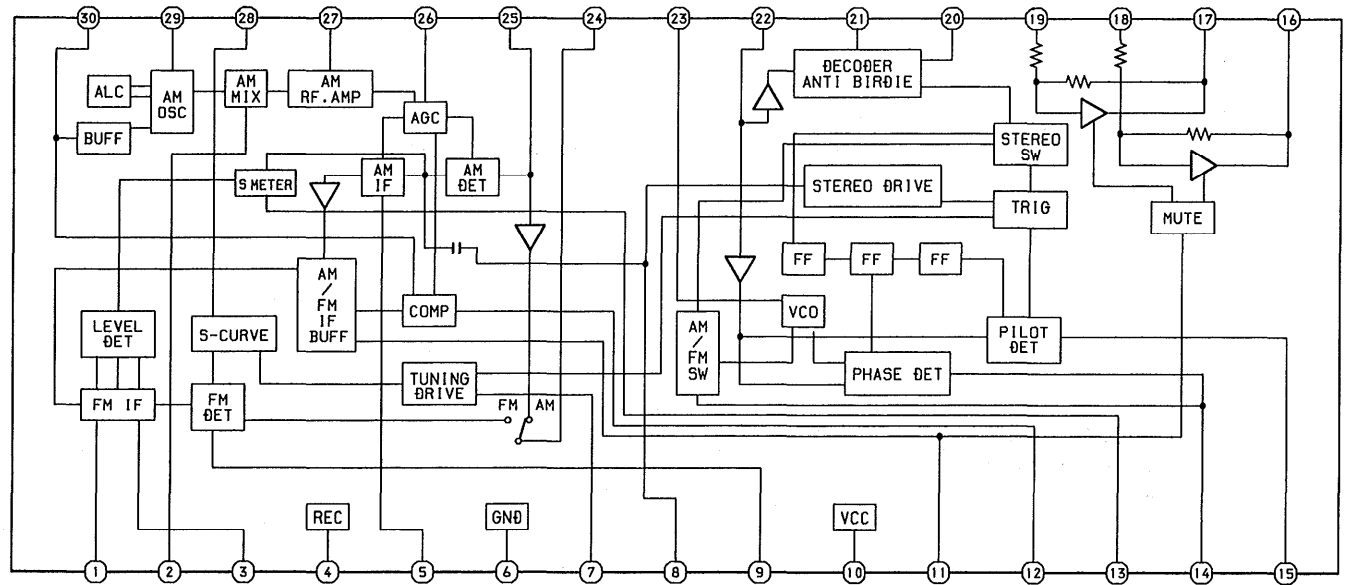 30 29 28 27 26 25 24 23 22 21 20 19 18 17 16
ALC
AM
OSC
AM
MIX
AM
RF.AMP
AGC
DECODER
ANTI BIRDIE
BUFF
STEREO
SW
S METER
AM
IF
AM
DET
STEREO DRIVE
TRIG
MUTE
AM
/
FM
IF
BUFF
COMP
FF
FF
FF
VCO
LEVEL
DET
S-CURVE
AM
/
FM
SW
PILOT
DET
TUNING
DRIVE
PHASE DET
FM IF
FM
DET
FM AM
REC
GND
VCC
1 2 3 4 5 6 7 8 9 10 11 12 13 14 15